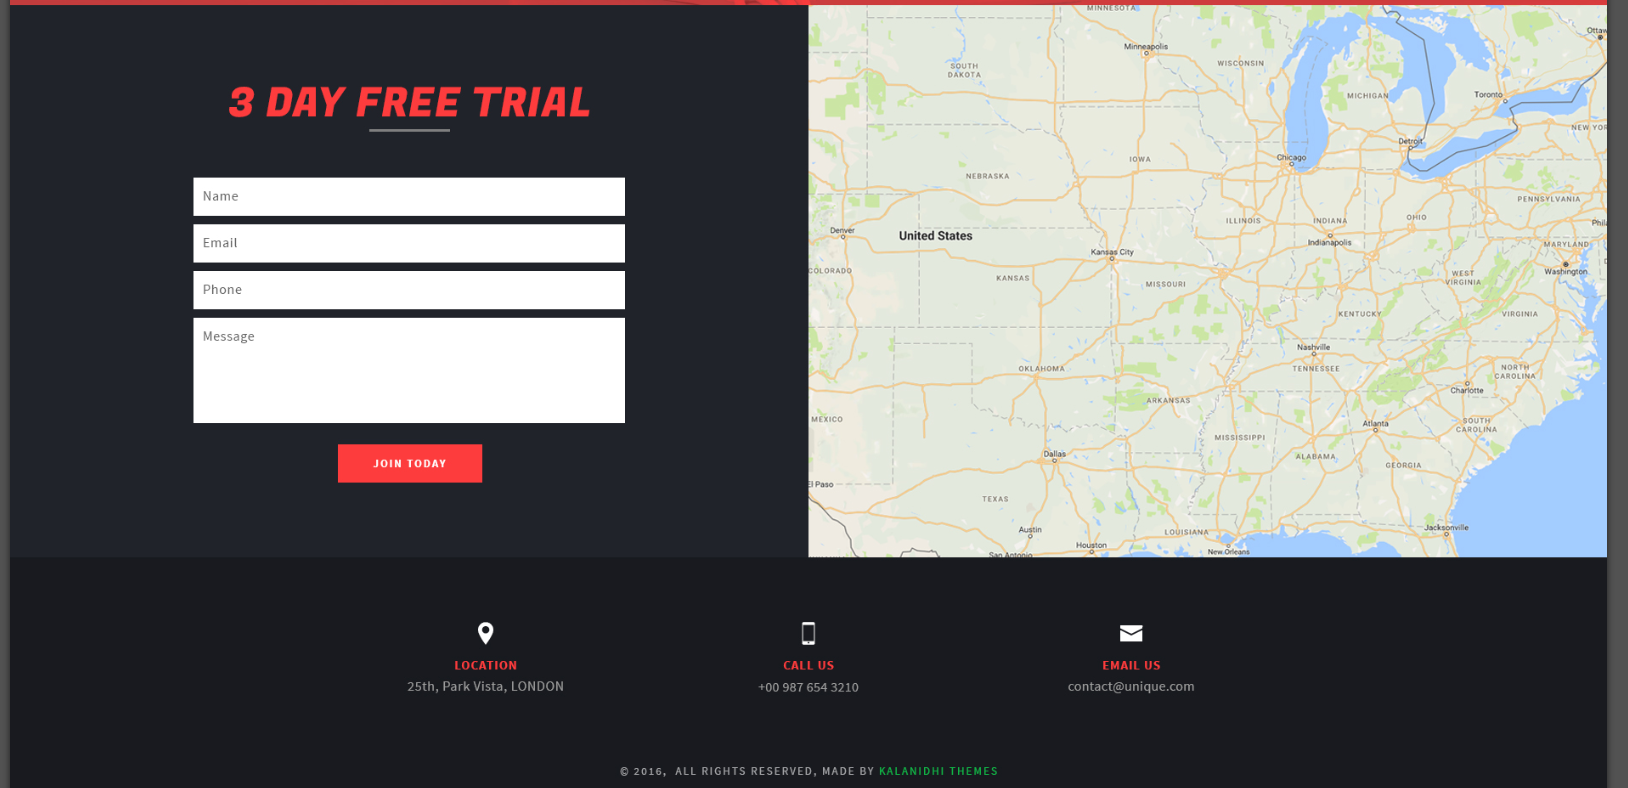 3 DAY FREE TRIAL
Name
Email
Phone
Message
JOIN TODAY
MINNESOTA
Ottaw
Minneapolis
SOUTH
DAKOTA
WISCONSIN
MICHIGAN
Toronto
Detroit
NEW YOR
Chicago
IOWA
NEBRASKA
PENNSYLVANIA
ILLINOIS
INDIANA
OHIO
Denver
United States
Indianapolis
Phila
MARYLAND
Kansas City
COLORADO
KANSAS
MISSOURI
WEST
VIRGINIA
Washington
KENTUCKY
VIRGINIA
Nashville
TENNESSEE
OKLAHOMA
NORTH
CAROLINA
Charlotte
ARKANSAS
MEXICO
Atlanta
SOUTH
CAROLINA
MISSISSIPPI
Dallas
ALABAMA
GEORGIA
El Paso
TEXAS
Jacksonville
Austin
LOUISIANA
Houston
New Orleans
San Antonio
LOCATION
25th, Park Vista, LONDON
CALL US
+00 987 654 3210
EMAIL US
contact@unique.com
© 2016, ALL RIGHTS RESERVED, MADE BY KALANIDHI THEMES